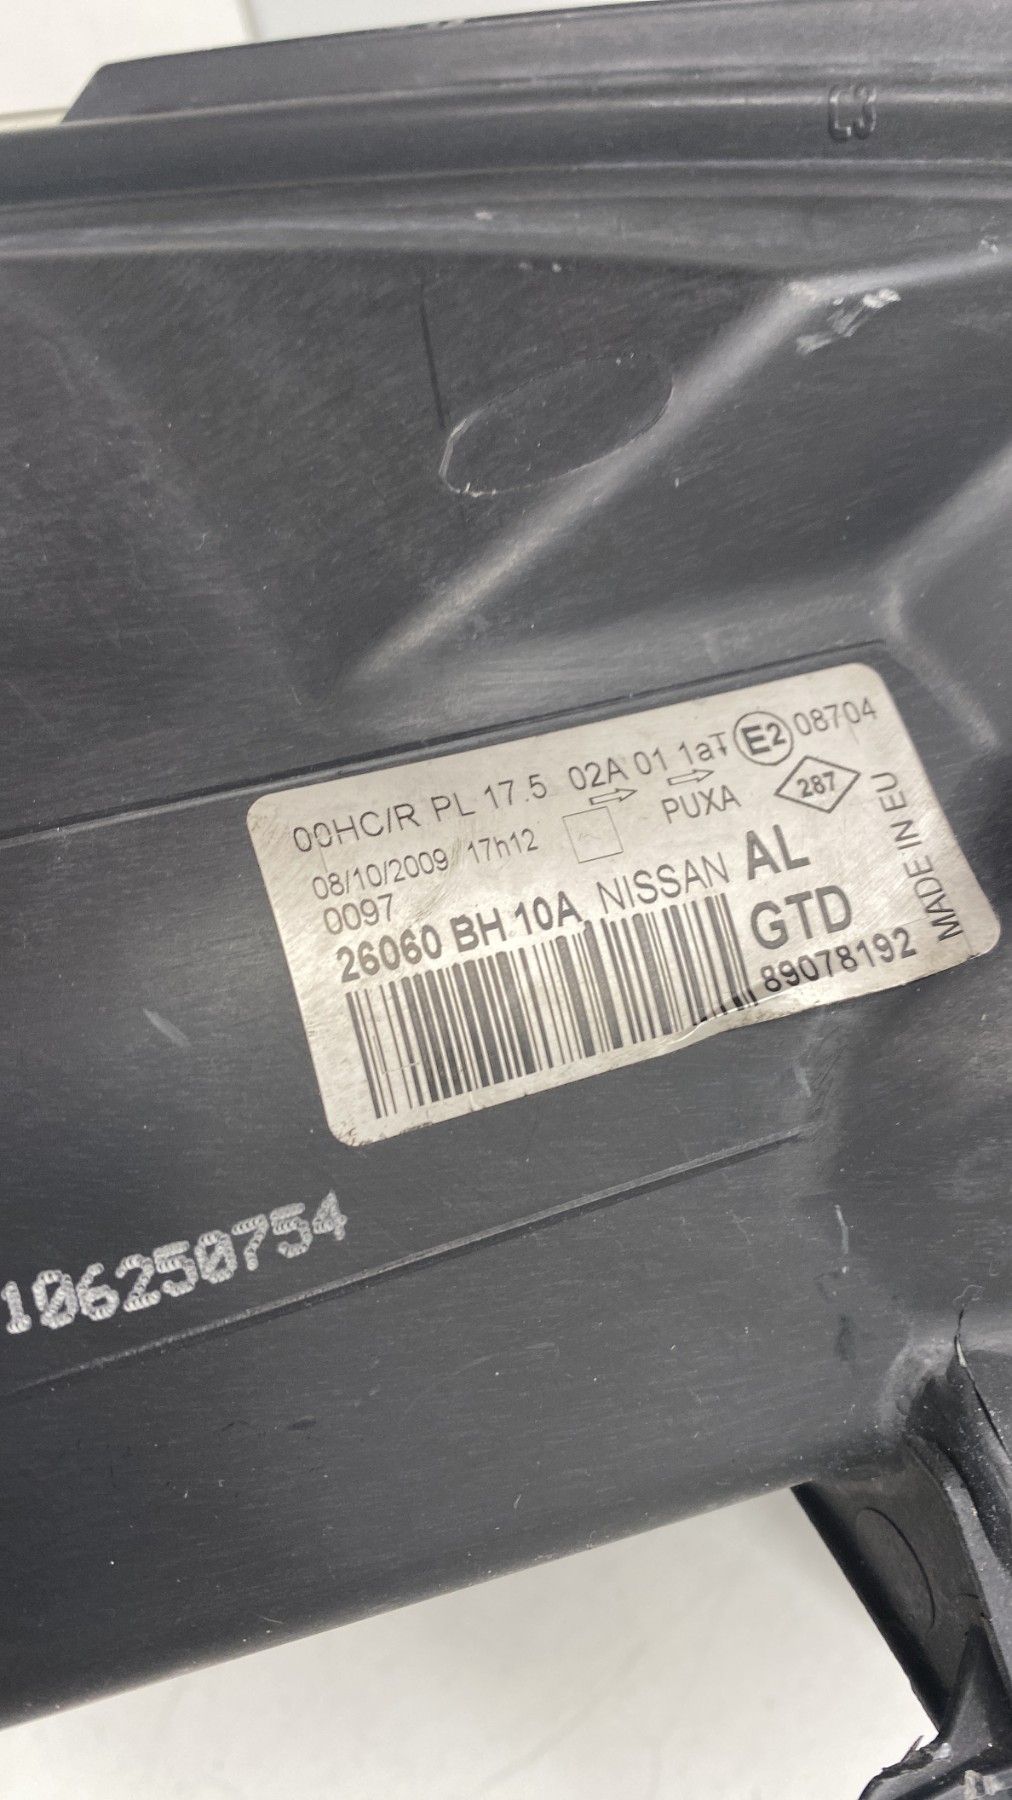 C3
00HC/R PL 17.5 02A 01 1a E2 08704
08/10/2009 17h12 PUXA 287
0097
26060 BH 10A NISSAN AL
GTD
89078192
MADE IN EU
106250754